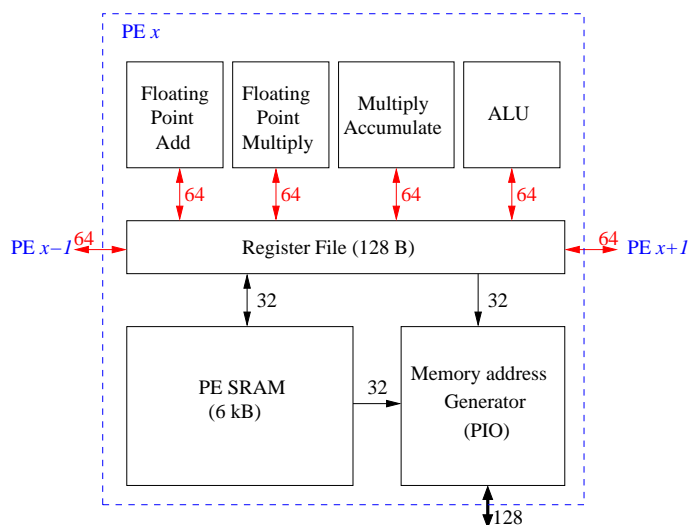 PE x
Floating
Point
Add
Floating
Point
Multiply
Multiply
Accumulate
ALU
64
64
64
64
PE x−1
64
Register File (128 B)
64
PE x+1
32
32
PE SRAM
(6 kB)
32
Memory address
Generator
(PIO)
128